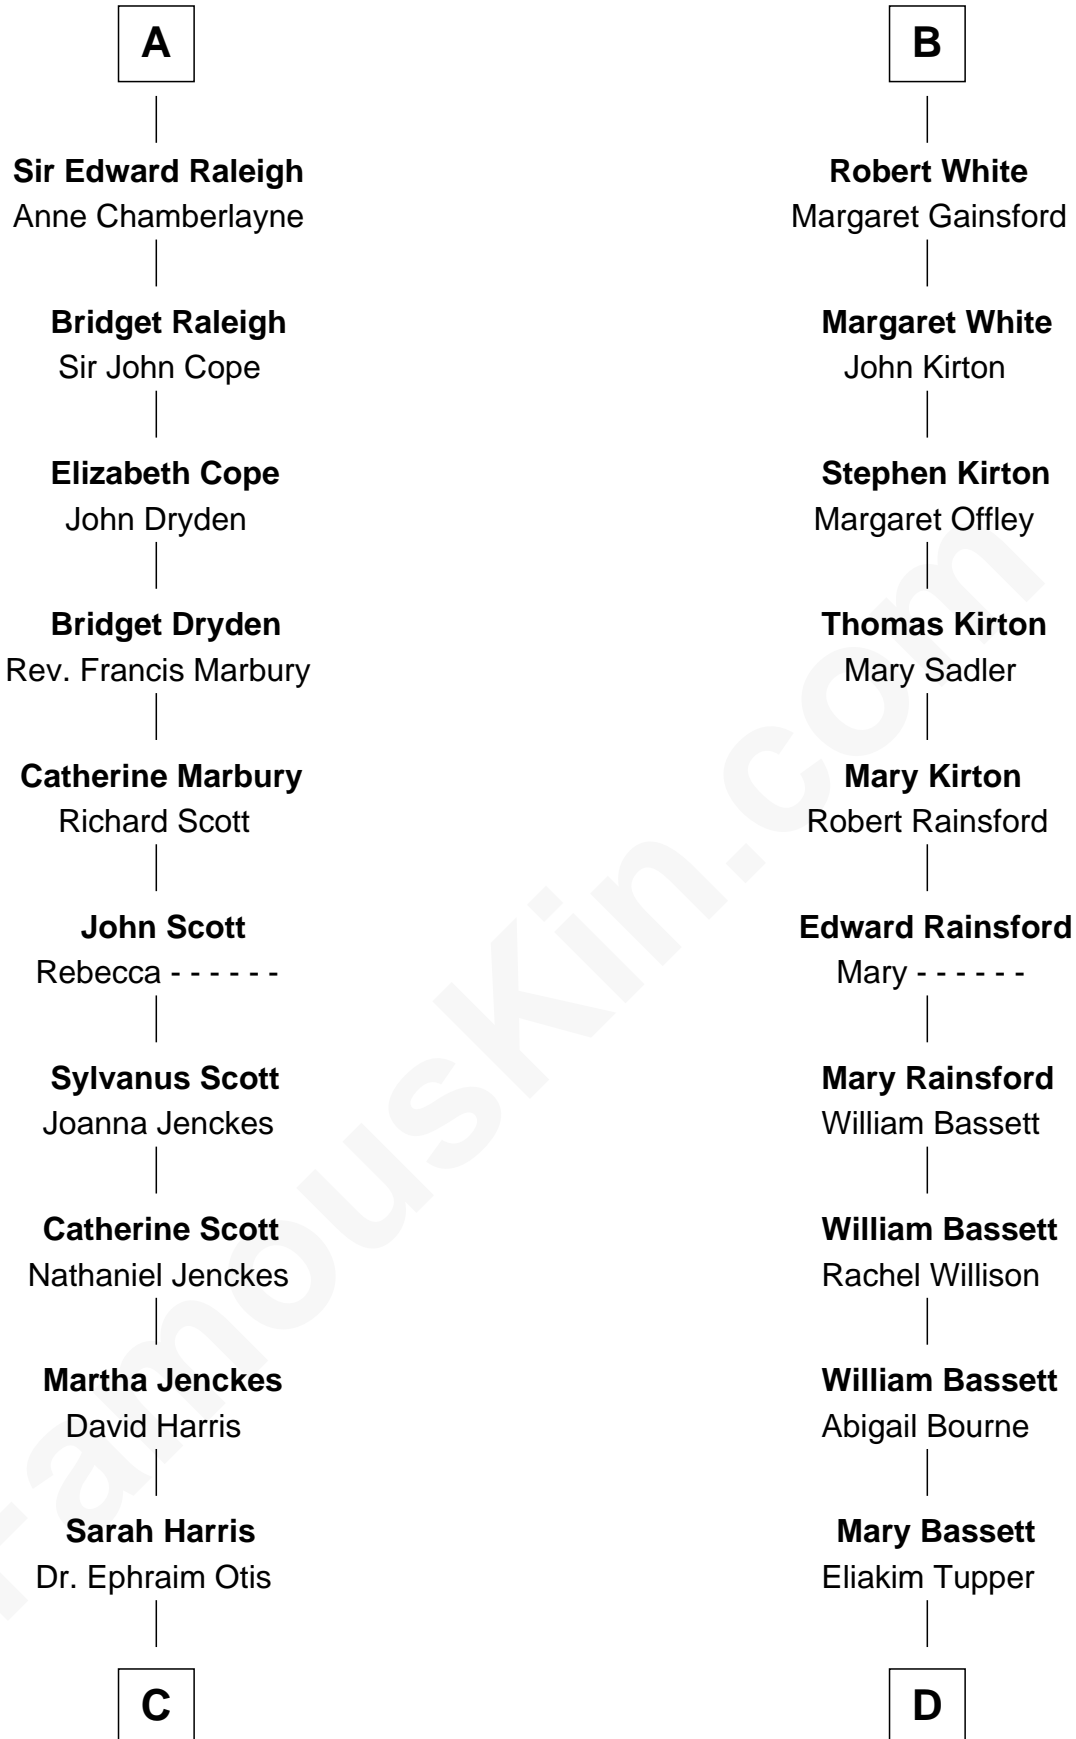 A
Sir Edward Raleigh
Anne Chamberlayne
Bridget Raleigh
Sir John Cope
Elizabeth Cope
John Dryden
Bridget Dryden
Rev. Francis Marbury
Catherine Marbury
Richard Scott
John Scott
Rebecca - - - - - -
Sylvanus Scott
Joanna Jenckes
Catherine Scott
Nathaniel Jenckes
Martha Jenckes
David Harris
Sarah Harris
Dr. Ephraim Otis
C
B
Robert White
Margaret Gainsford
Margaret White
John Kirton
Stephen Kirton
Margaret Offley
Thomas Kirton
Mary Sadler
Mary Kirton
Robert Rainsford
Edward Rainsford
Mary - - - - - -
Mary Rainsford
William Bassett
William Bassett
Rachel Willison
William Bassett
Abigail Bourne
Mary Bassett
Eliakim Tupper
D
FamousKin.com